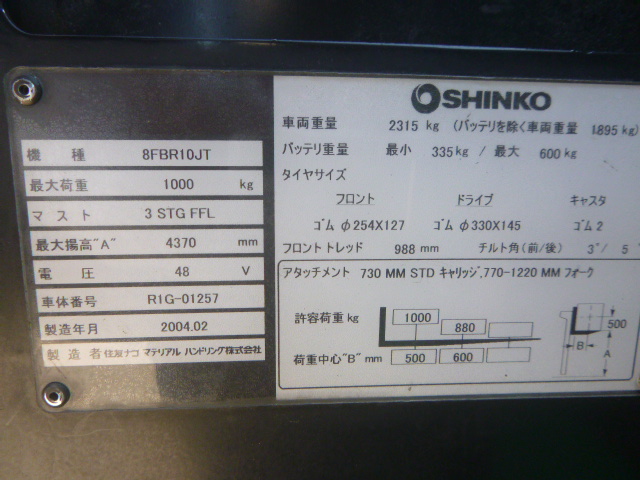 機 種 8FBR10JT
最大荷重 1000 kg
マスト 3 STG FFL
最大揚高"A" 4370 mm
電 圧 48 V
車体番号 R1G-01257
製造年月 2004.02
製造者 住友ナコ マテリアル ハンドリング株式会社
SHINKO
車両重量 2315 kg (バッテリを除く車両重量 1895 kg)
バッテリ重量 最小 335 kg / 最大 600 kg
タイヤサイズ
フロント ドライブ キャスタ
ゴム φ254X127 ゴム φ330X145 ゴム 2
フロント トレッド 988 mm チルト角(前/後) 3°/ 5
アタッチメント 730 MM STD キャリッジ,770-1220 MM フォーク
許容荷重 kg 1000 880
荷重中心"B" mm 500 600
500
B
A